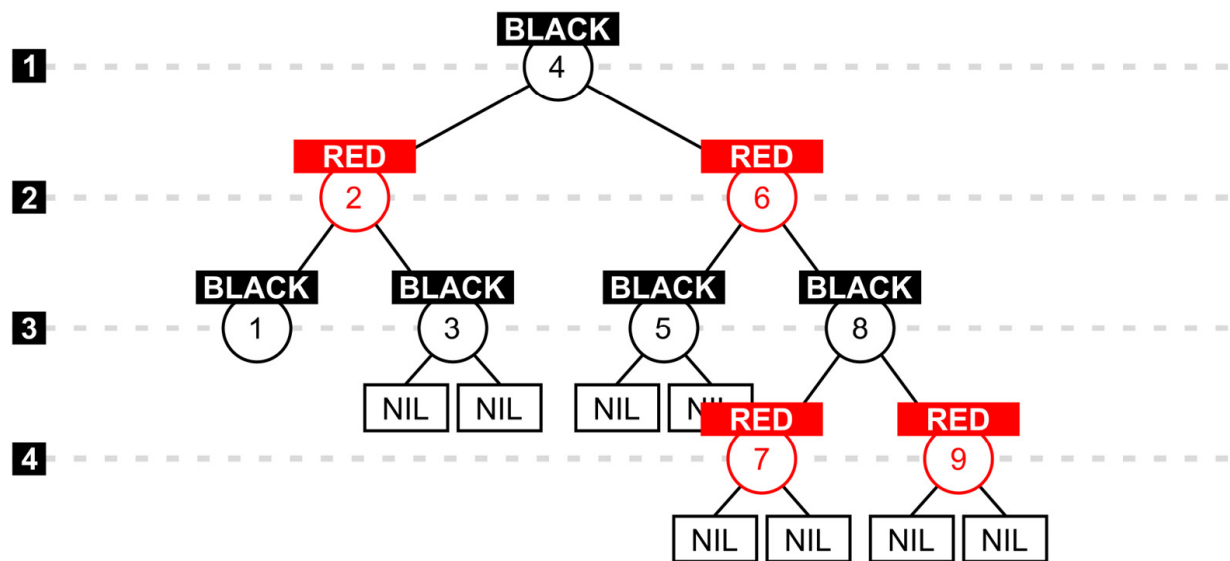 BLACK
1 4
RED RED
2 2 6
BLACK BLACK BLACK BLACK
3 1 3 5 8
NIL NIL NIL NIL
RED RED
4 7 9
NIL NIL NIL NIL